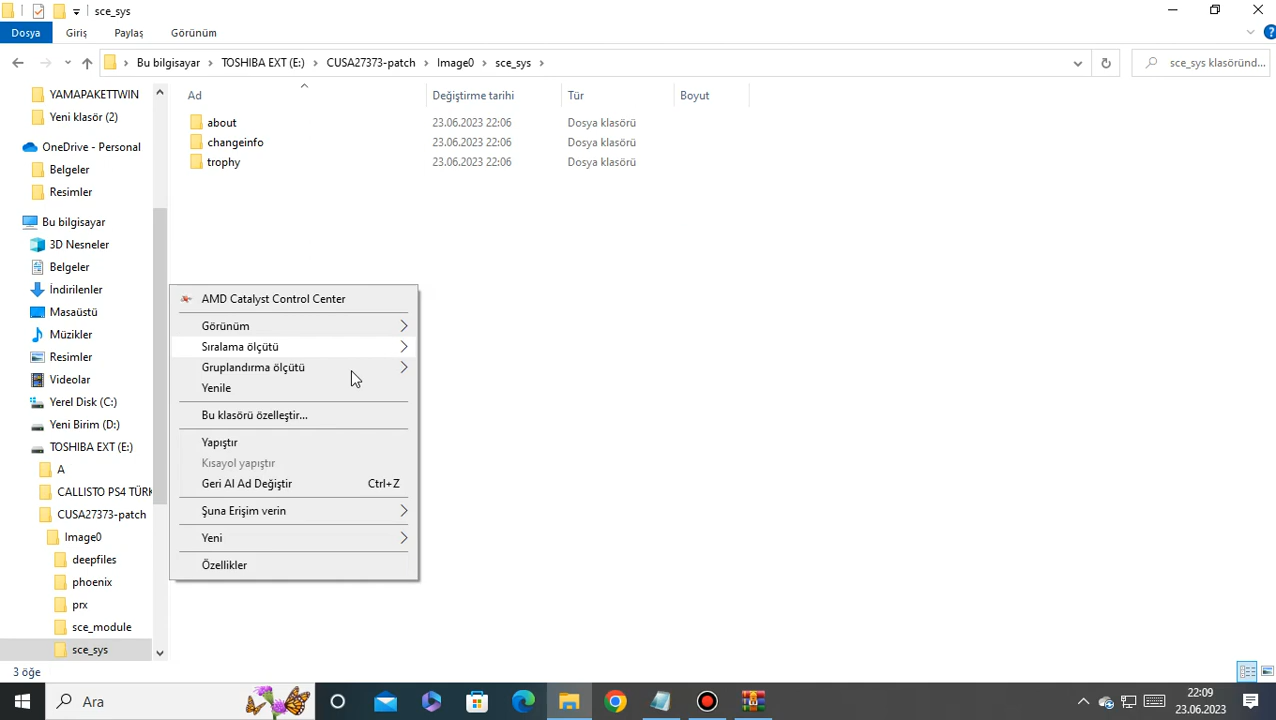 sce_sys
Dosya
Giriş
Paylaş
Görünüm
Bu bilgisayar
TOSHIBA EXT (E:)
CUSA27373-patch
Image0
sce_sys
sce_sys klasöründ...
Ad
Değiştirme tarihi
Tür
Boyut
about
23.06.2023 22:06
Dosya klasörü
changeinfo
23.06.2023 22:06
Dosya klasörü
trophy
23.06.2023 22:06
Dosya klasörü
YAMAPAKETTWIN
Yeni klasör (2)
OneDrive - Personal
Belgeler
Resimler
Bu bilgisayar
3D Nesneler
Belgeler
İndirilenler
Masaüstü
Müzikler
Resimler
Videolar
Yerel Disk (C:)
Yeni Birim (D:)
TOSHIBA EXT (E:)
A
CALLISTO PS4 TÜRK
CUSA27373-patch
Image0
deepfiles
phoenix
prx
sce_module
sce_sys
AMD Catalyst Control Center
Görünüm
Sıralama ölçütü
Gruplandırma ölçütü
Yenile
Bu klasörü özelleştir...
Yapıştır
Kısayol yapıştır
Geri Al Ad Değiştir Ctrl+Z
Şuna Erişim verin
Yeni
Özellikler
3 öğe
Ara
22:09
23.06.2023